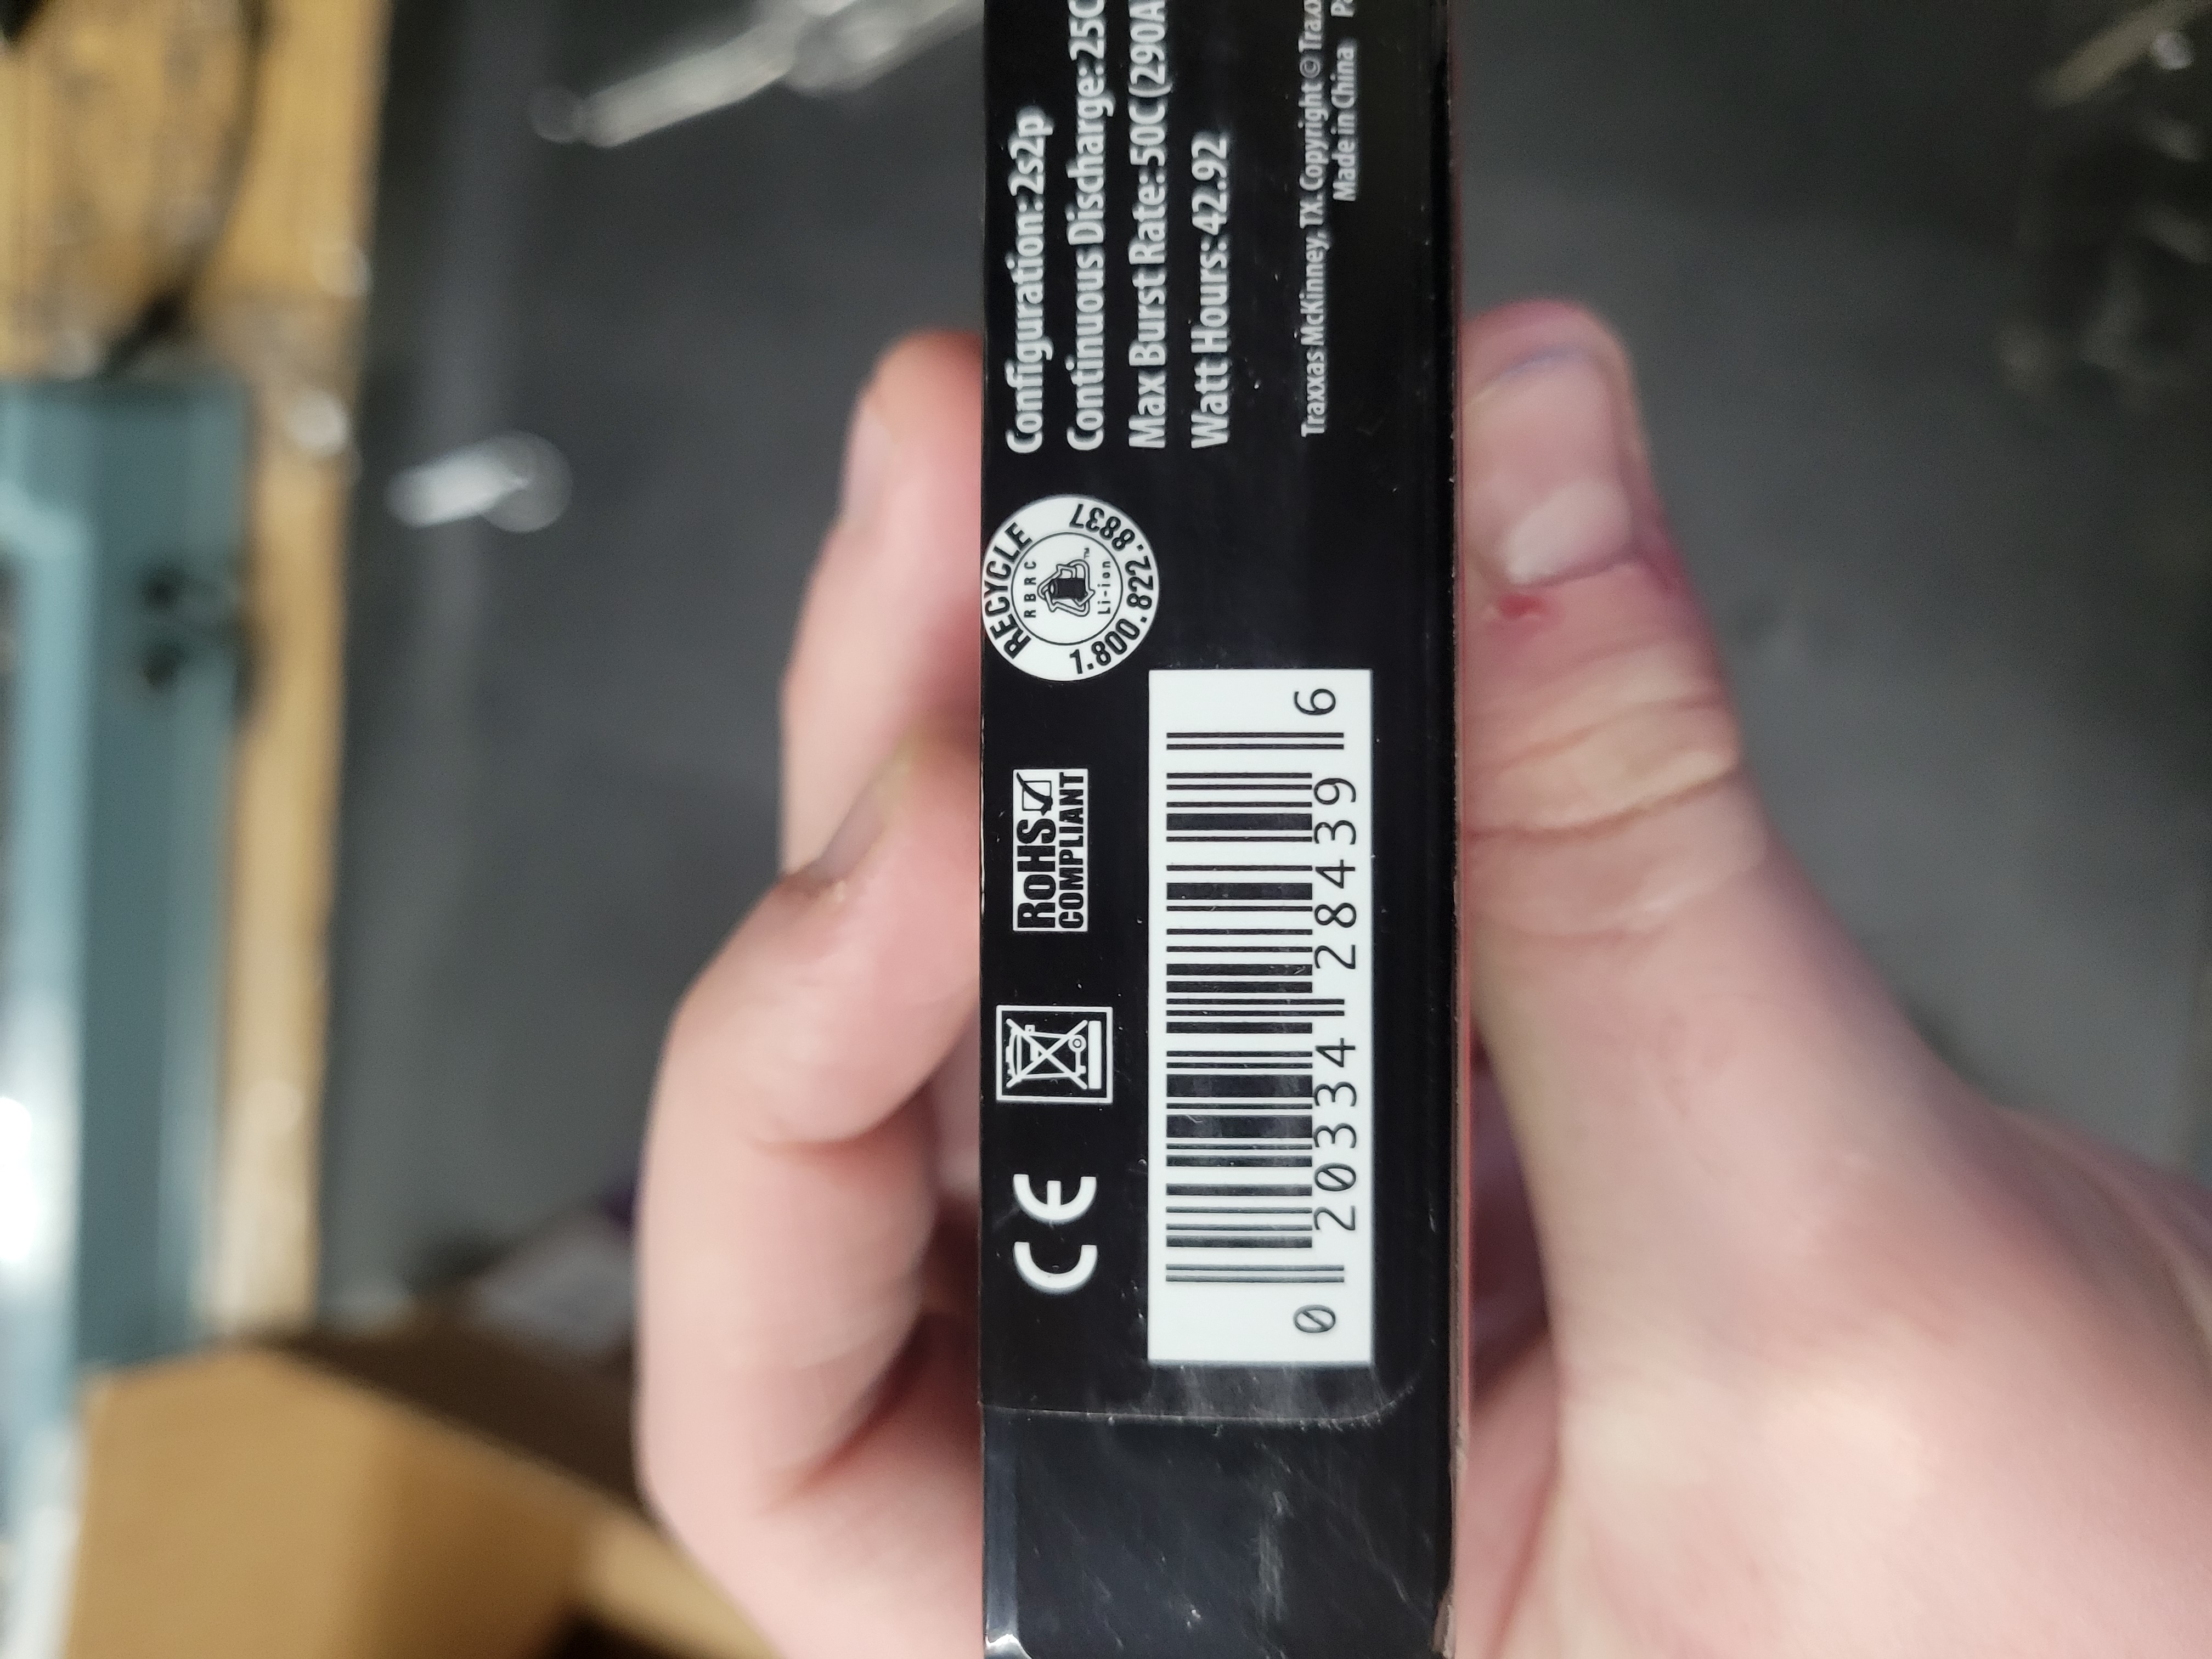 Configuration: 2s2p
Continuous Discharge: 25C
Max Burst Rate: 50C (290A
Watt Hours: 42.92
Traxxas McKinney, TX. Copyright ©
Made in China
RECYCLE
RBRC
Li-ion
™
1.800.822.8837
RoHS
COMPLIANT
CE
0 20334 28439 6